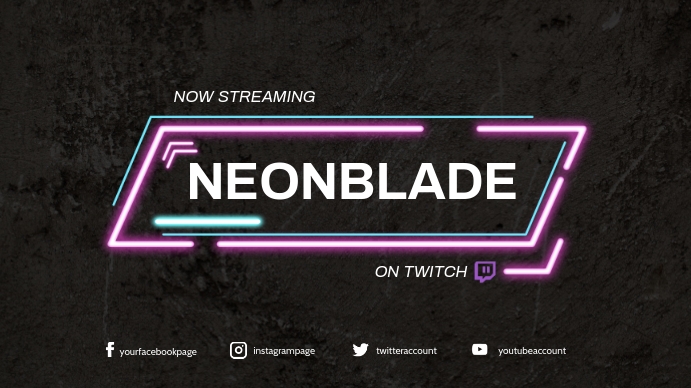 NOW STREAMING
NEONBLADE
ON TWITCH
yourfacebookpage instagrampage twitteraccount youtubeaccount